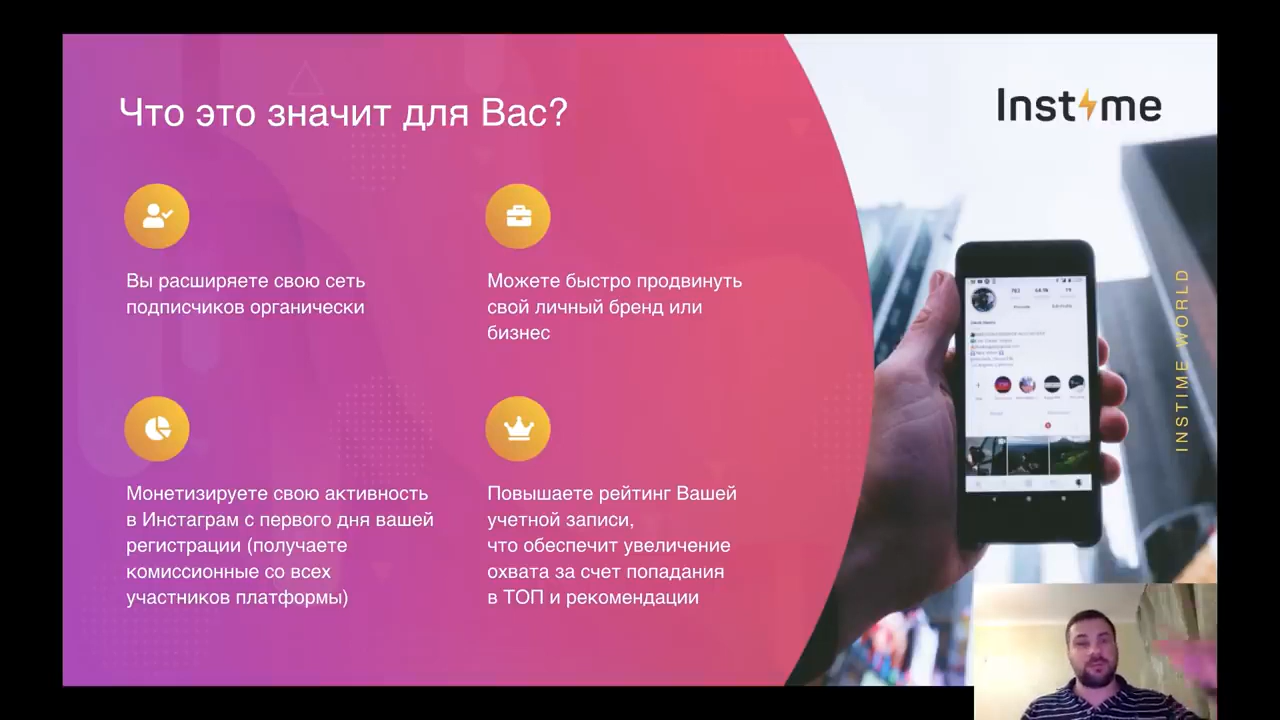 Что это значит для Вас?
Inst me
Вы расширяете свою сеть
подписчиков органически
Можете быстро продвинуть
свой личный бренд или
бизнес
Монетизируете свою активность
в Инстаграм с первого дня вашей
регистрации (получаете
комиссионные со всех
участников платформы)
Повышаете рейтинг Вашей
учетной записи,
что обеспечит увеличение
охвата за счет попадания
в ТОП и рекомендации
INSTIME WORLD